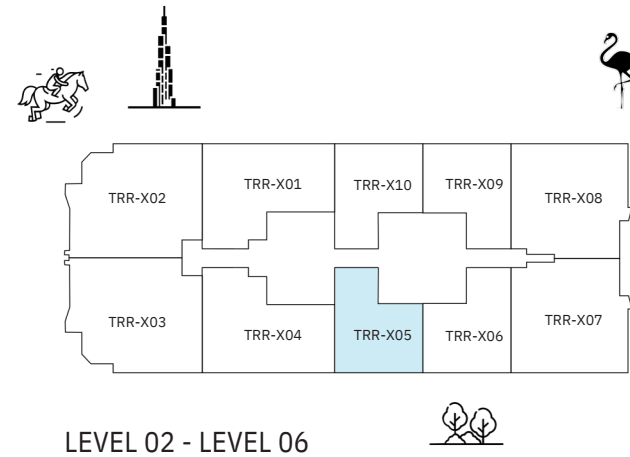 TRR-X02
TRR-X01
TRR-X10
TRR-X09
TRR-X08
TRR-X03
TRR-X04
TRR-X05
TRR-X06
TRR-X07
LEVEL 02 - LEVEL 06